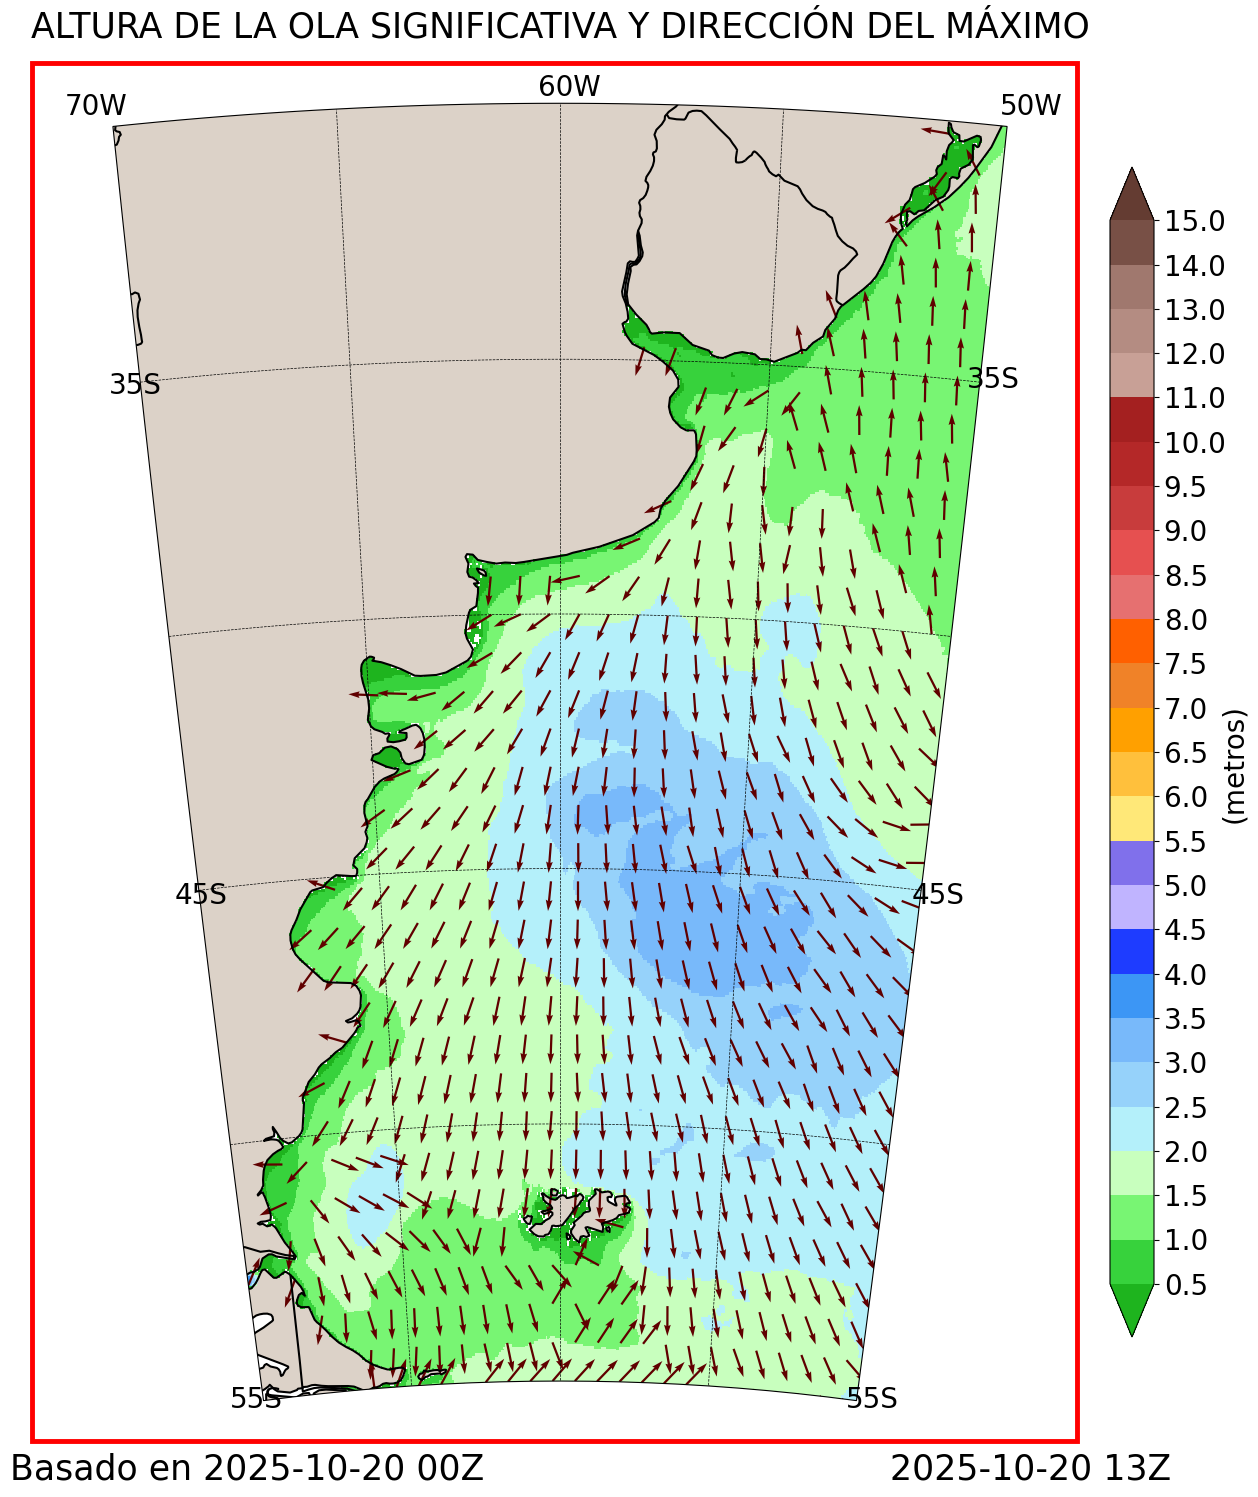 ALTURA DE LA OLA SIGNIFICATIVA Y DIRECCIÓN DEL MÁXIMO
70W
60W
50W
35S
35S
45S
45S
55S
55S
15.0
14.0
13.0
12.0
11.0
10.0
9.5
9.0
8.5
8.0
7.5
7.0
6.5
6.0
5.5
5.0
4.5
4.0
3.5
3.0
2.5
2.0
1.5
1.0
0.5
(metros)
Basado en 2025-10-20 00Z
2025-10-20 13Z